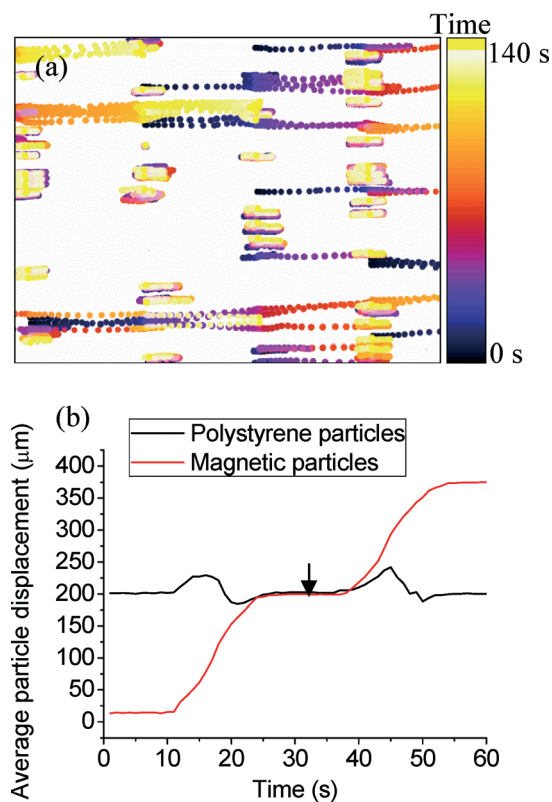 Time
(a)
140 s
0 s
(b)
Polystyrene particles
Magnetic particles
Average particle displacement (μm)
400
350
300
250
200
150
100
50
0
0 10 20 30 40 50 60
Time (s)